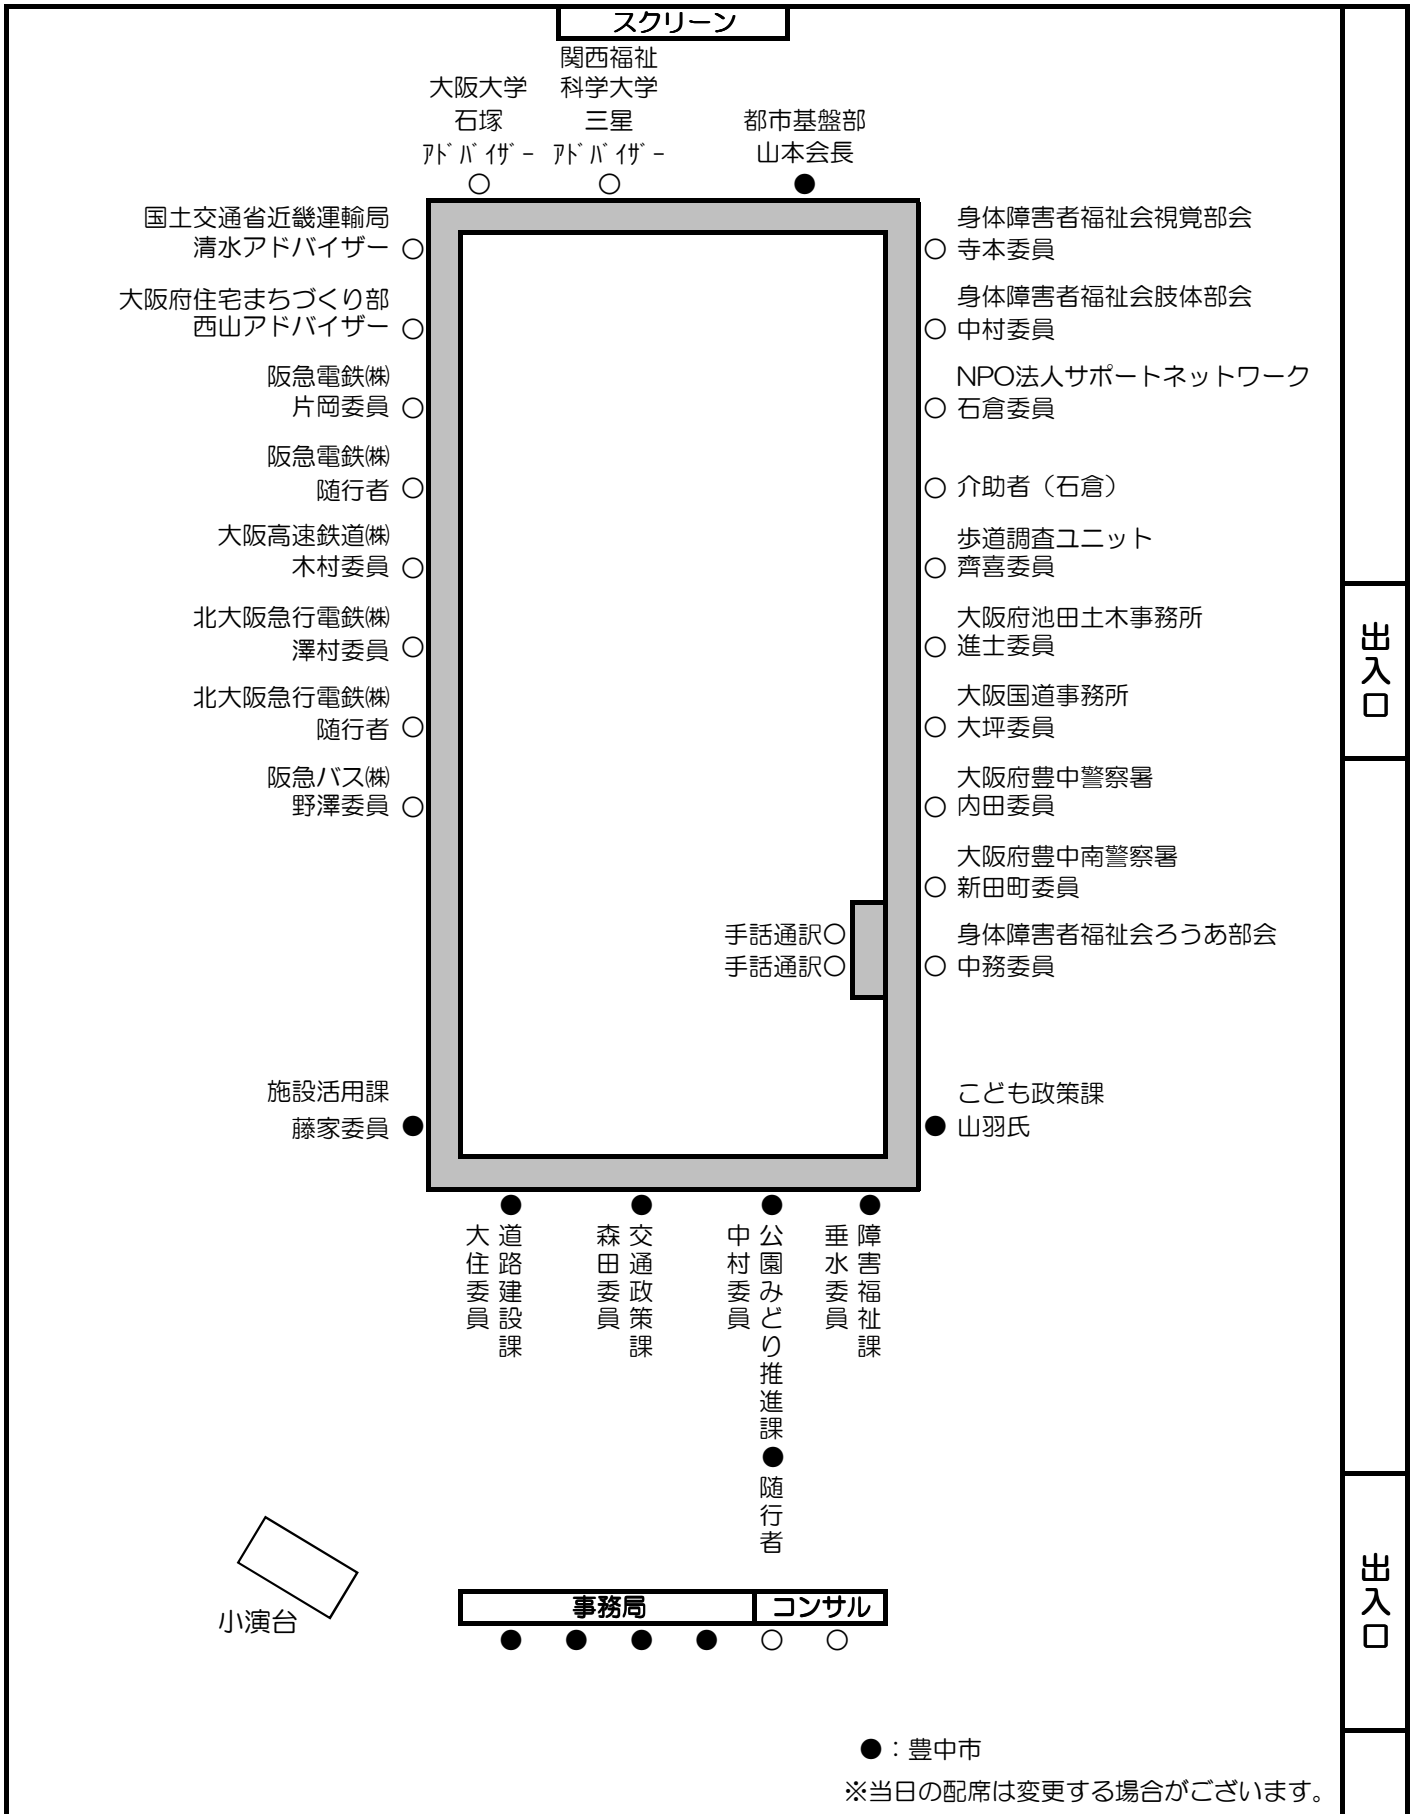 スクリーン
大阪大学
石塚
ｱﾄﾞﾊﾞｲｻﾞｰ
○
関西福祉
科学大学
三星
ｱﾄﾞﾊﾞｲｻﾞｰ
○
都市基盤部
山本会長
●
国土交通省近畿運輸局
清水アドバイザー ○
大阪府住宅まちづくり部
西山アドバイザー ○
阪急電鉄㈱
片岡委員 ○
阪急電鉄㈱
随行者 ○
大阪高速鉄道㈱
木村委員 ○
北大阪急行電鉄㈱
澤村委員 ○
北大阪急行電鉄㈱
随行者 ○
阪急バス㈱
野澤委員 ○
施設活用課
藤家委員 ●
身体障害者福祉会視覚部会
○ 寺本委員
身体障害者福祉会肢体部会
○ 中村委員
NPO法人サポートネットワーク
○ 石倉委員
○ 介助者（石倉）
歩道調査ユニット
○ 齊喜委員
大阪府池田土木事務所
○ 進士委員
大阪国道事務所
○ 大坪委員
大阪府豊中警察署
○ 内田委員
大阪府豊中南警察署
○ 新田町委員
手話通訳○
手話通訳○
身体障害者福祉会ろうあ部会
○ 中務委員
こども政策課
● 山羽氏
●
道路建設課
大住委員
●
交通政策課
森田委員
●
公園みどり推進課
中村委員
●
随行者
●
障害福祉課
垂水委員
出入口
出入口
小演台
事務局
● ● ● ●
コンサル
○ ○
●：豊中市
※当日の配席は変更する場合がございます。